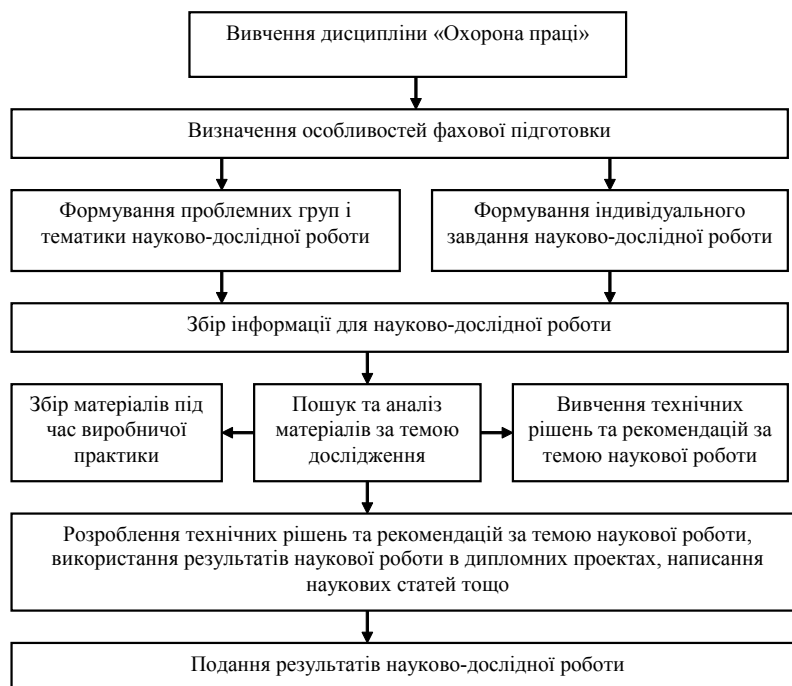 Вивчення дисципліни «Охорона праці»
Визначення особливостей фахової підготовки
Формування проблемних груп і
тематики науково-дослідної роботи
Формування індивідуального
завдання науково-дослідної роботи
Збір інформації для науково-дослідної роботи
Збір матеріалів під
час виробничої
практики
Пошук та аналіз
матеріалів за темою
дослідження
Вивчення технічних
рішень та рекомендацій за
темою наукової роботи
Розроблення технічних рішень та рекомендацій за темою наукової роботи,
використання результатів наукової роботи в дипломних проектах, написання
наукових статей тощо
Подання результатів науково-дослідної роботи